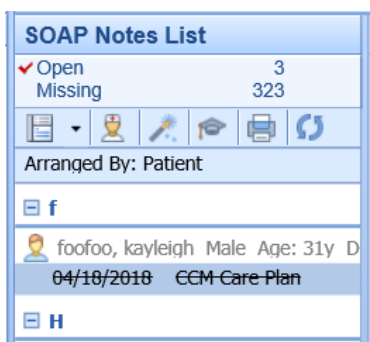 SOAP Notes List
Open 3
Missing 323
Arranged By: Patient
f
foofoo, kayleigh Male Age: 31y D
04/18/2018 CCM Care Plan
H